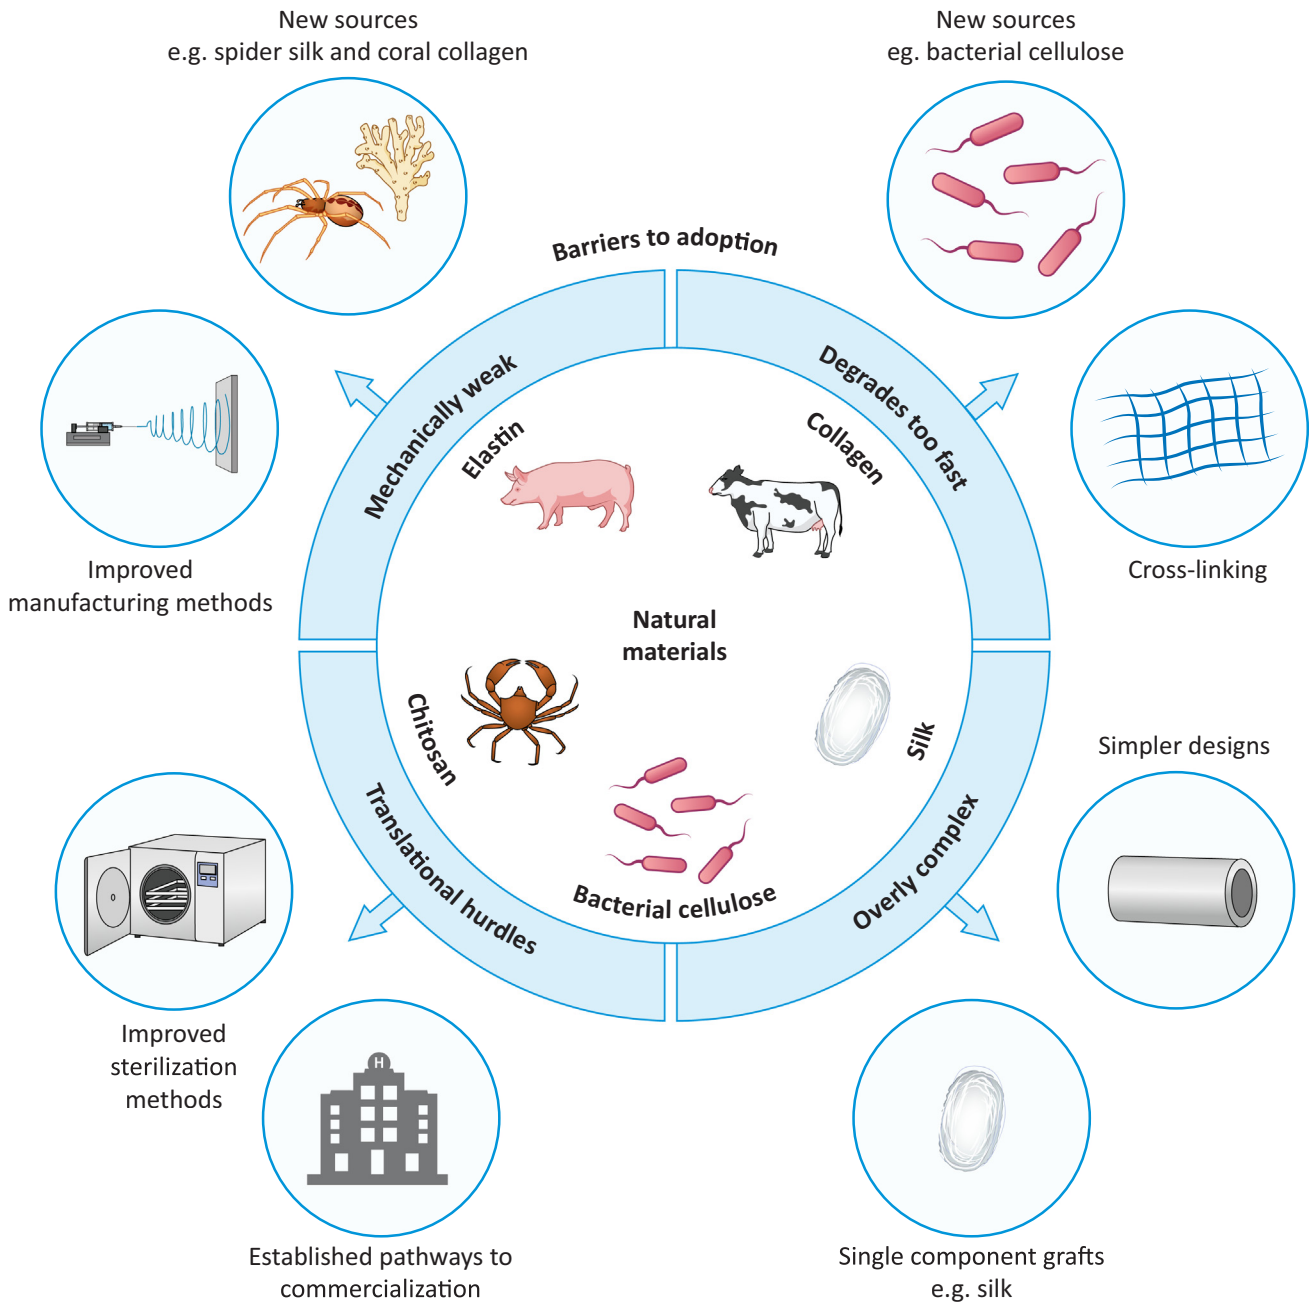 New sources
e.g. spider silk and coral collagen
New sources
eg. bacterial cellulose
Barriers to adoption
Mechanically weak
Degrades too fast
Elastin
Collagen
Improved
manufacturing methods
Cross-linking
Natural
materials
Chitosan
Silk
Bacterial cellulose
Translational hurdles
Overly complex
Simpler designs
Improved
sterilization
methods
H
Established pathways to
commercialization
Single component grafts
e.g. silk